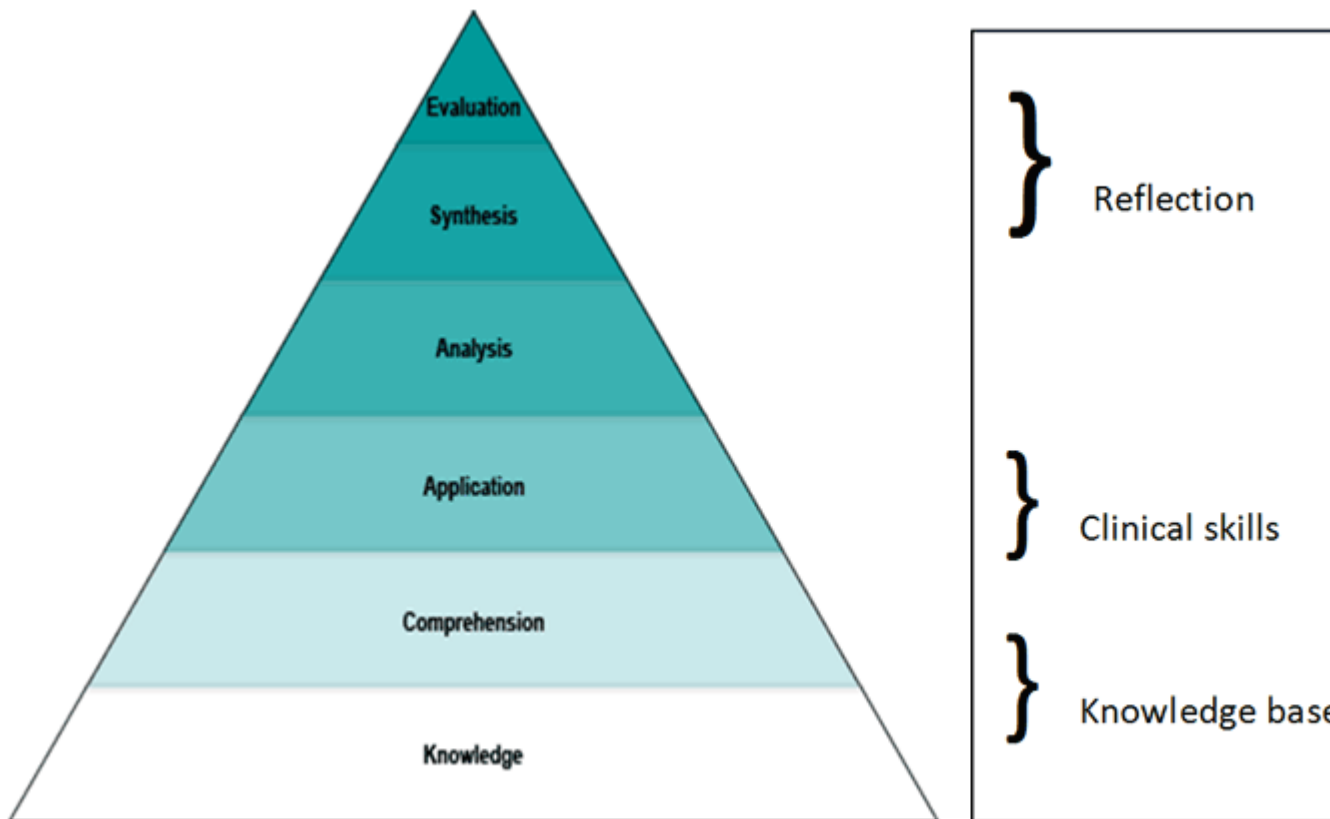 Evaluation
Synthesis
Analysis
Application
Comprehension
Knowledge
} Reflection
} Clinical skills
} Knowledge base